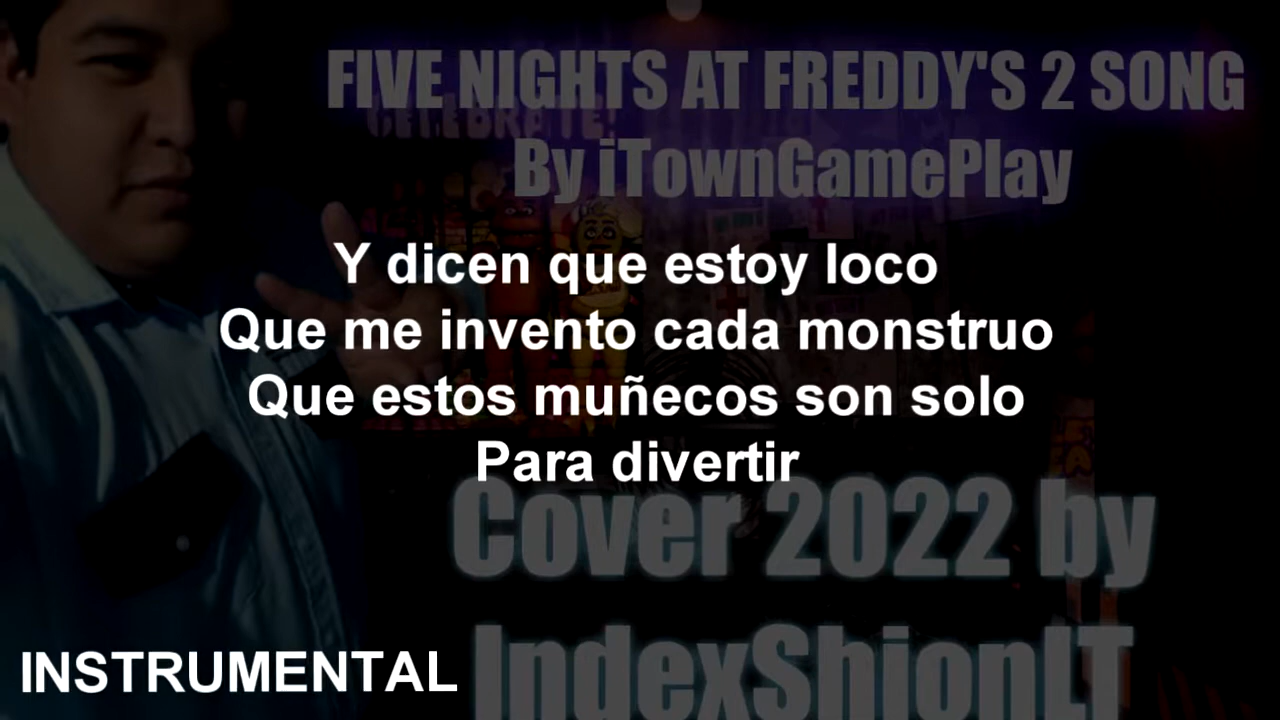 FIVE NIGHTS AT FREDDY'S 2 SONG
CELEBRATE!
By iTownGamePlay
Y dicen que estoy loco
Que me invento cada monstruo
Que estos muñecos son solo
Para divertir
Cover 2022 by
IndexShionLT
INSTRUMENTAL